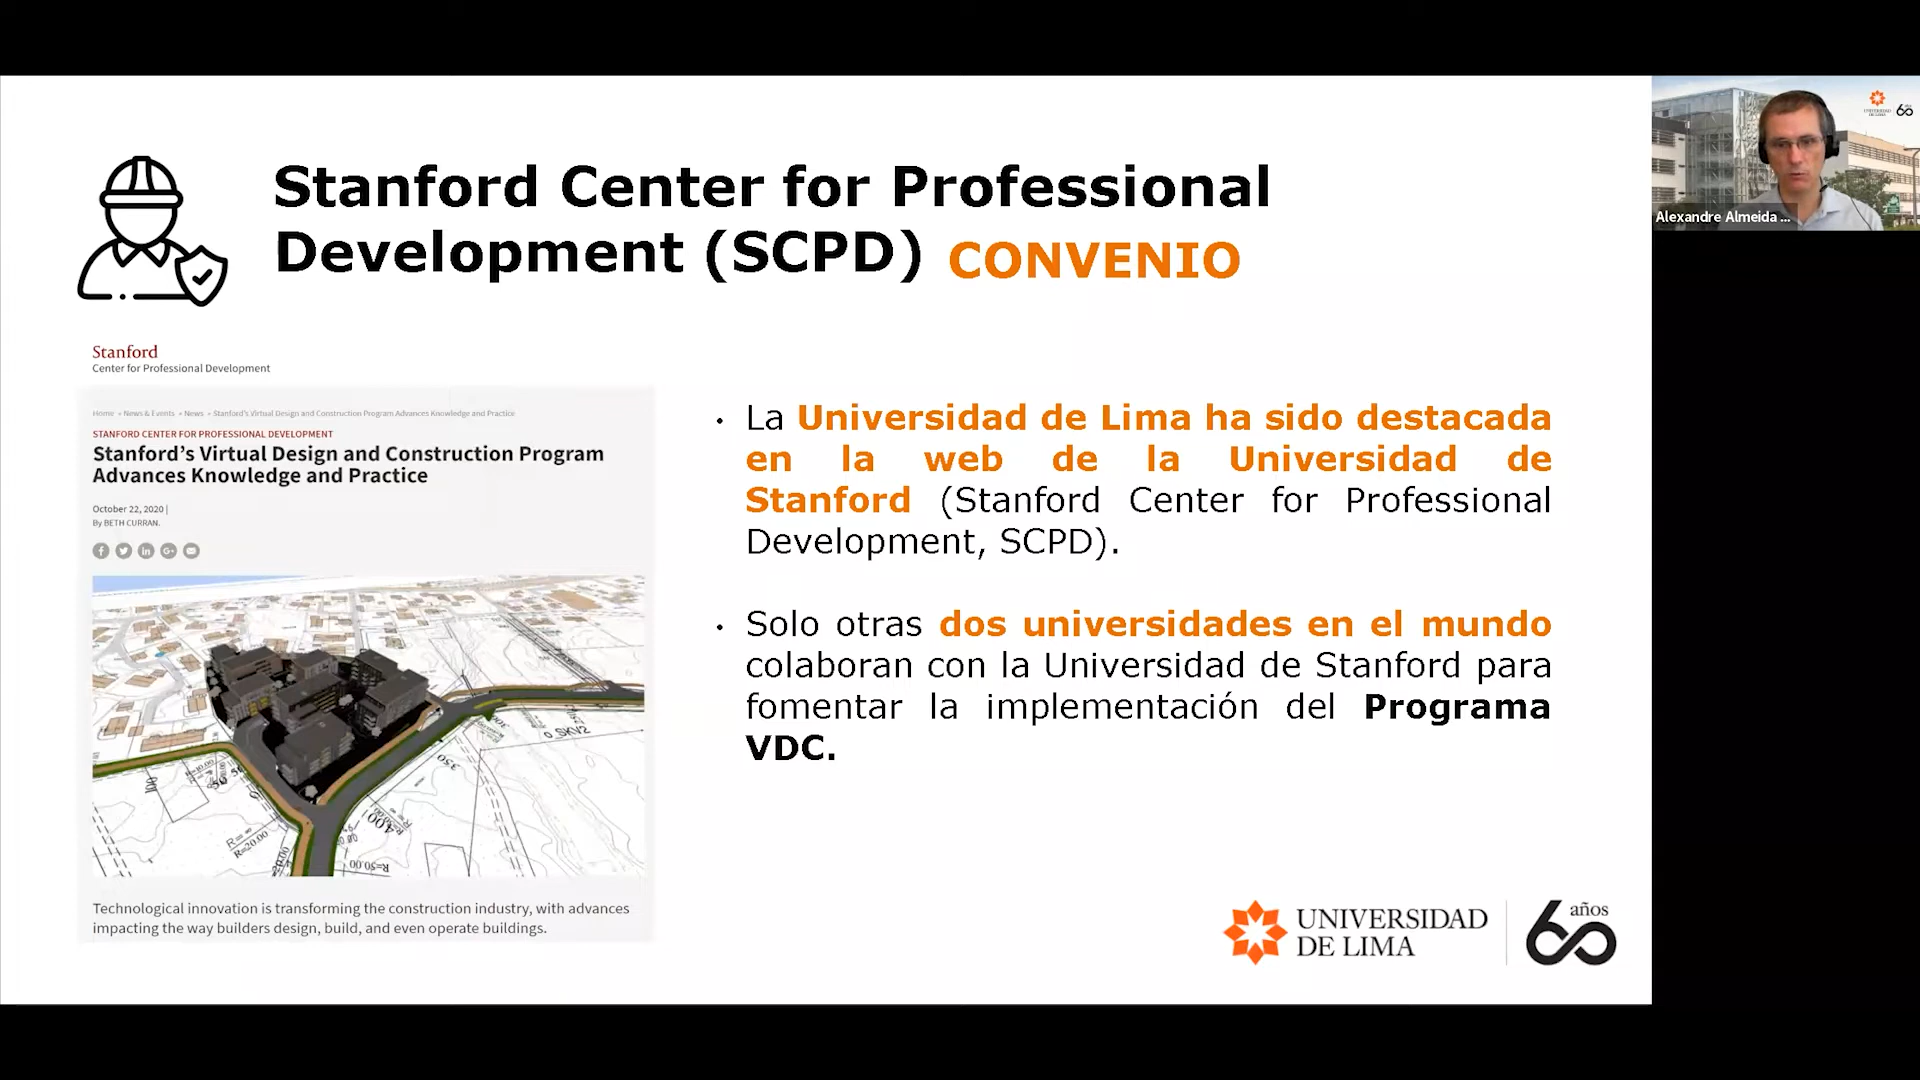 Stanford Center for Professional
Development (SCPD) CONVENIO
Stanford
Center for Professional Development
Home » News & Events » News » Stanford's Virtual Design and Construction Program Advances Knowledge and Practice
STANFORD CENTER FOR PROFESSIONAL DEVELOPMENT
Stanford's Virtual Design and Construction Program
Advances Knowledge and Practice
October 22, 2020 |
By BETH CURRAN.
Technological innovation is transforming the construction industry, with advances
impacting the way builders design, build, and even operate buildings.
• La Universidad de Lima ha sido destacada
en la web de la Universidad de
Stanford (Stanford Center for Professional
Development, SCPD).
• Solo otras dos universidades en el mundo
colaboran con la Universidad de Stanford para
fomentar la implementación del Programa
VDC.
UNIVERSIDAD
DE LIMA
60 años
Alexandre Almeida ...